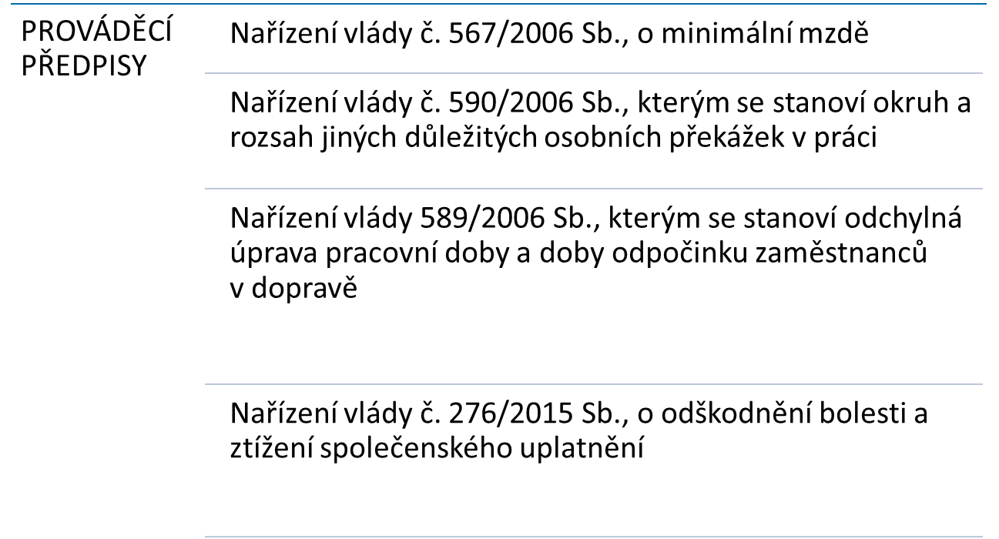 PROVÁDĚCÍ
PŘEDPISY
Nařízení vlády č. 567/2006 Sb., o minimální mzdě
Nařízení vlády č. 590/2006 Sb., kterým se stanoví okruh a
rozsah jiných důležitých osobních překážek v práci
Nařízení vlády 589/2006 Sb., kterým se stanoví odchylná
úprava pracovní doby a doby odpočinku zaměstnanců
v dopravě
Nařízení vlády č. 276/2015 Sb., o odškodnění bolesti a
ztížení společenského uplatnění